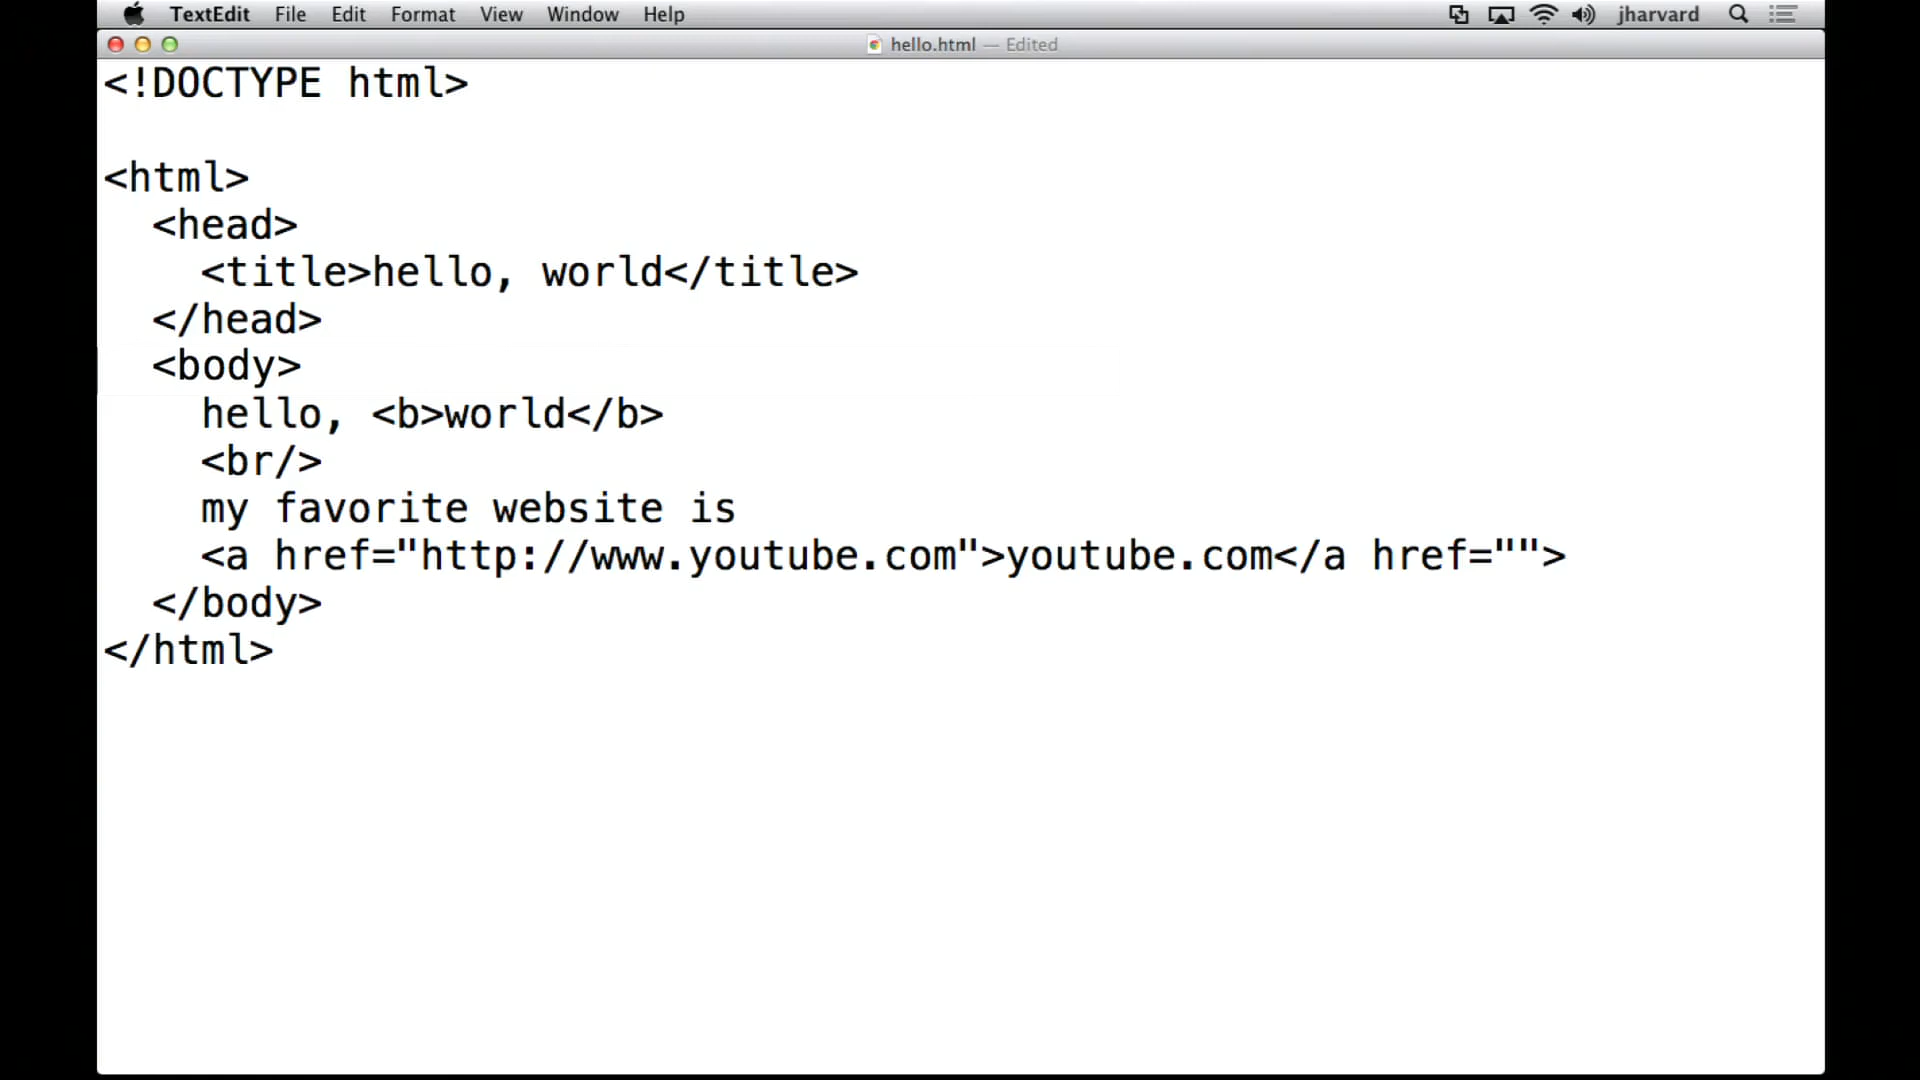 TextEdit File Edit Format View Window Help jharvard
hello.html — Edited
<!DOCTYPE html>
<html>
<head>
<title>hello, world</title>
</head>
<body>
hello, <b>world</b>
<br/>
my favorite website is
<a href="http://www.youtube.com">youtube.com</a href="">
</body>
</html>